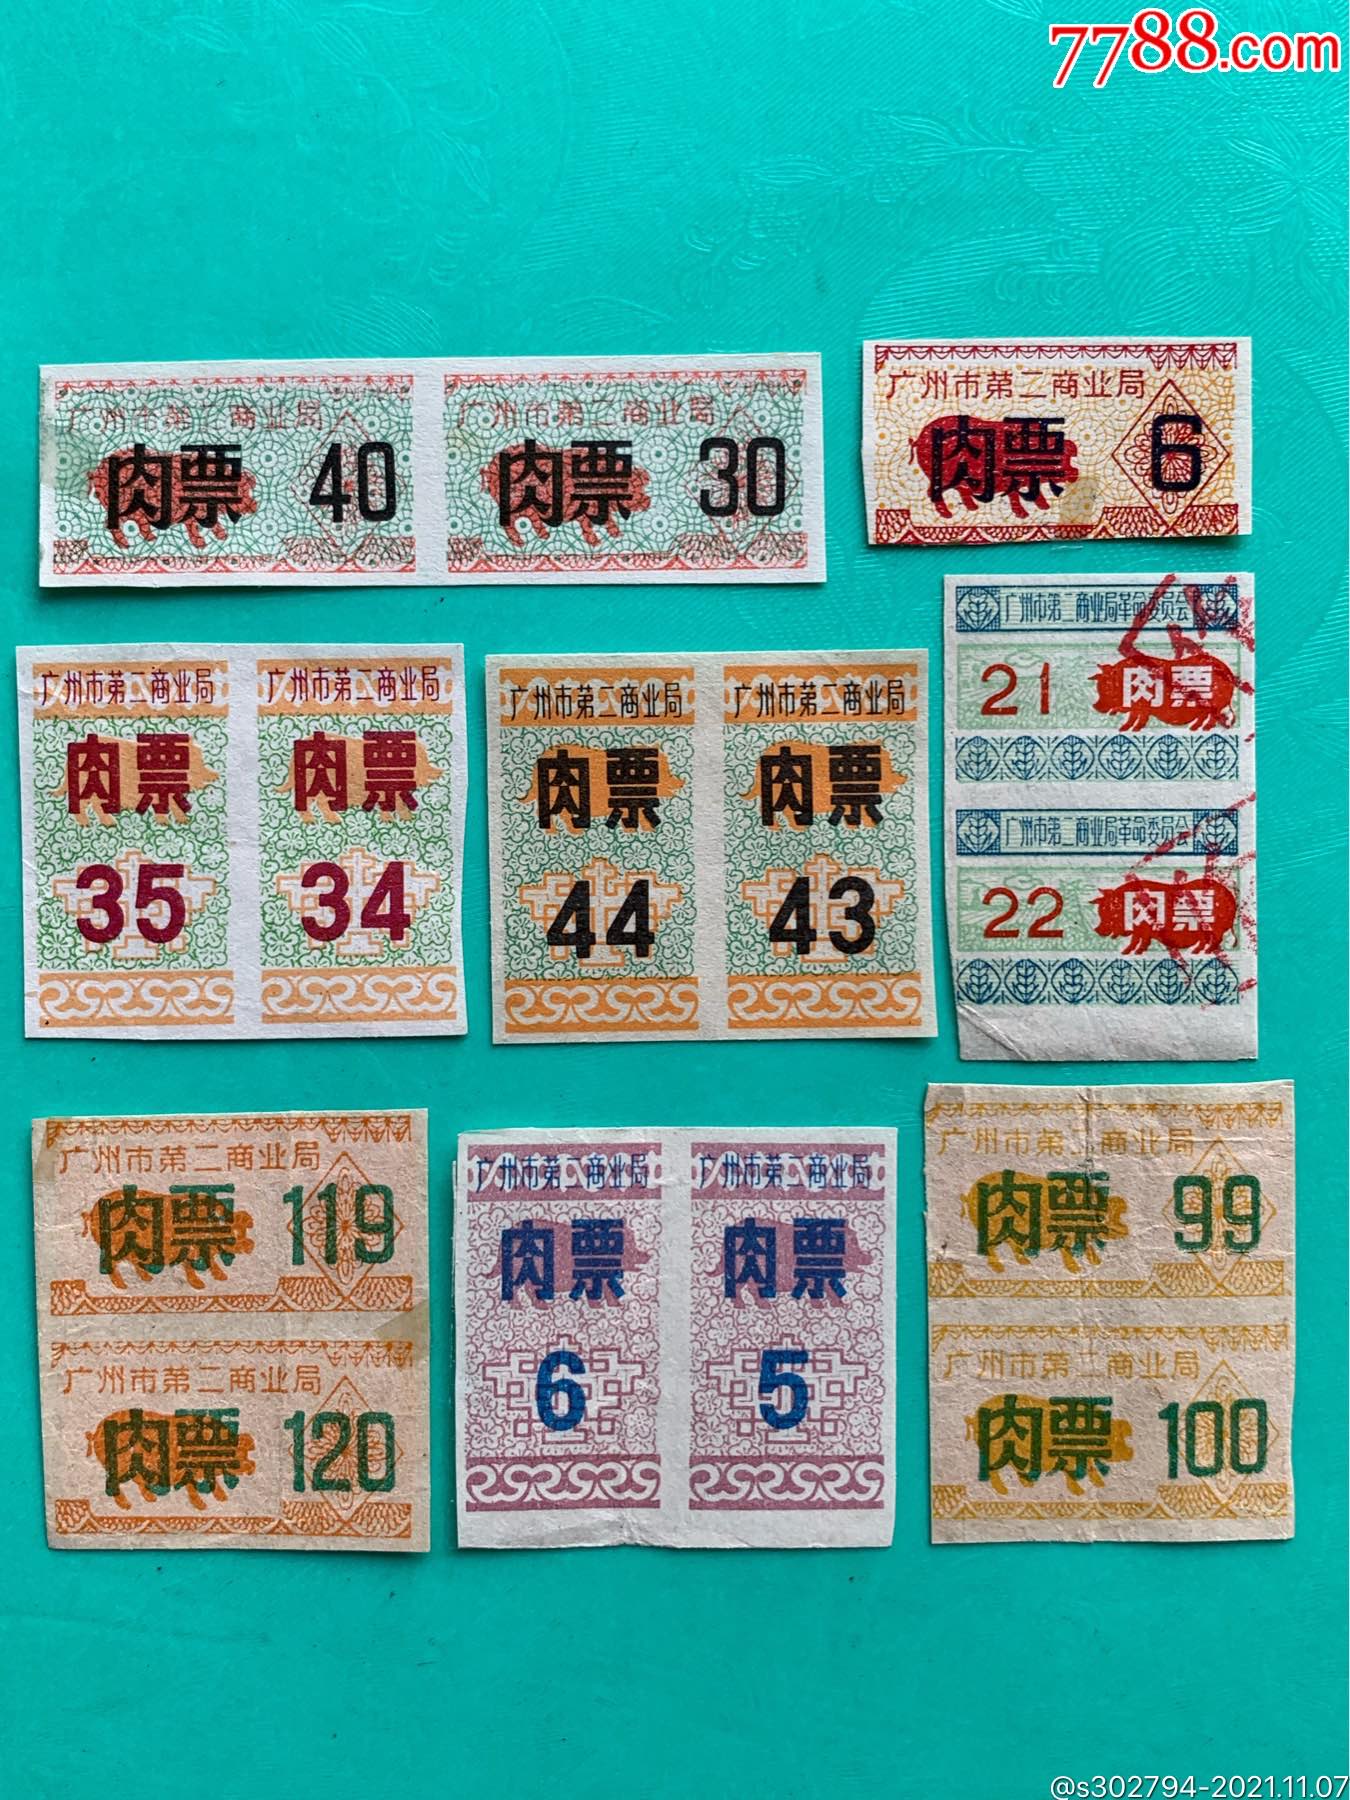 7788.com
广州市第二商业局
肉票 40
广州市第二商业局
肉票 30
广州市第二商业局
肉票 6
广州市第二商业局
肉票
35
广州市第二商业局
肉票
34
广州市第二商业局
肉票
44
广州市第二商业局
肉票
43
广州市第二商业局革命委员会
21 肉票
广州市第二商业局革命委员会
22 肉票
广州市第二商业局
肉票 119
广州市第二商业局
肉票 120
广州市第二商业局
肉票
6
广州市第二商业局
肉票
5
广州市第二商业局
肉票 99
广州市第二商业局
肉票 100
@s302794-2021.11.07